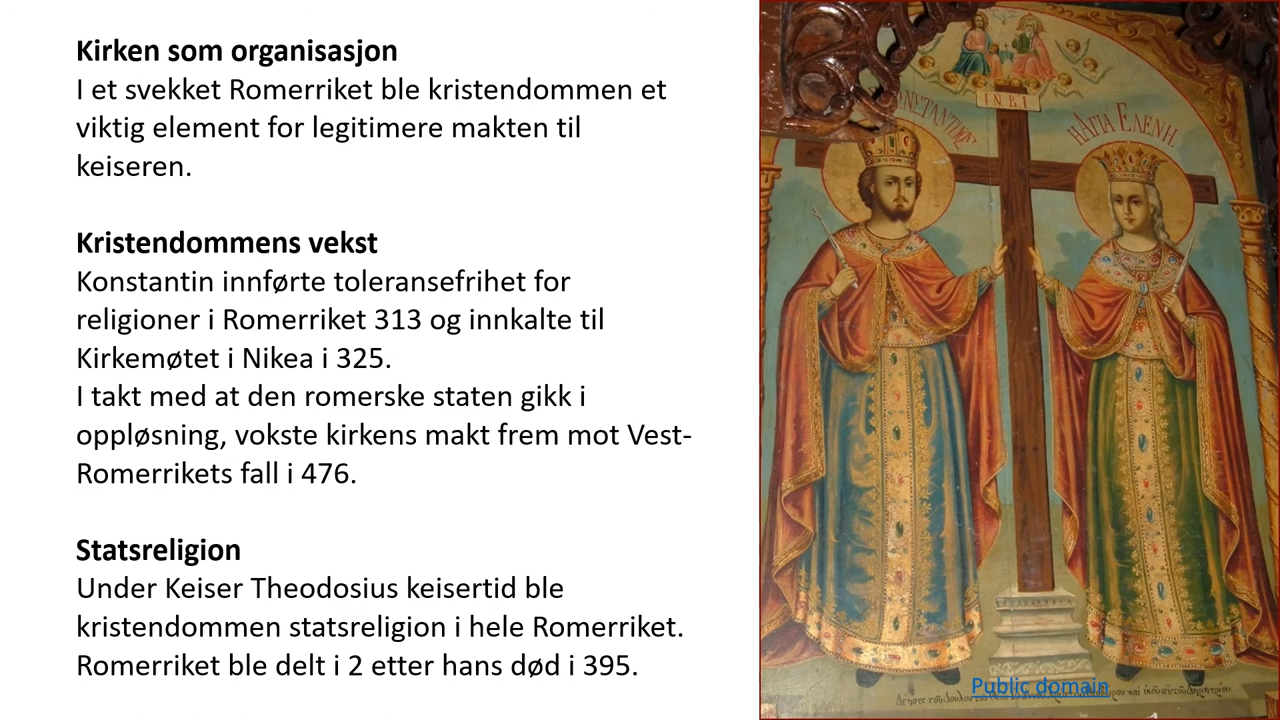 Kirken som organisasjon
I et svekket Romerriket ble kristendommen et
viktig element for legitimere makten til
keiseren.
Kristendommens vekst
Konstantin innførte toleransefrihet for
religioner i Romerriket 313 og innkalte til
Kirkemøtet i Nikea i 325.
I takt med at den romerske staten gikk i
oppløsning, vokste kirkens makt frem mot Vest-
Romerrikets fall i 476.
Statsreligion
Under Keiser Theodosius keisertid ble
kristendommen statsreligion i hele Romerriket.
Romerriket ble delt i 2 etter hans død i 395.
Ι.Ν.Β.Ι
ΗΑΓΙΑ ΕΛΕΝΗ.
Public domain